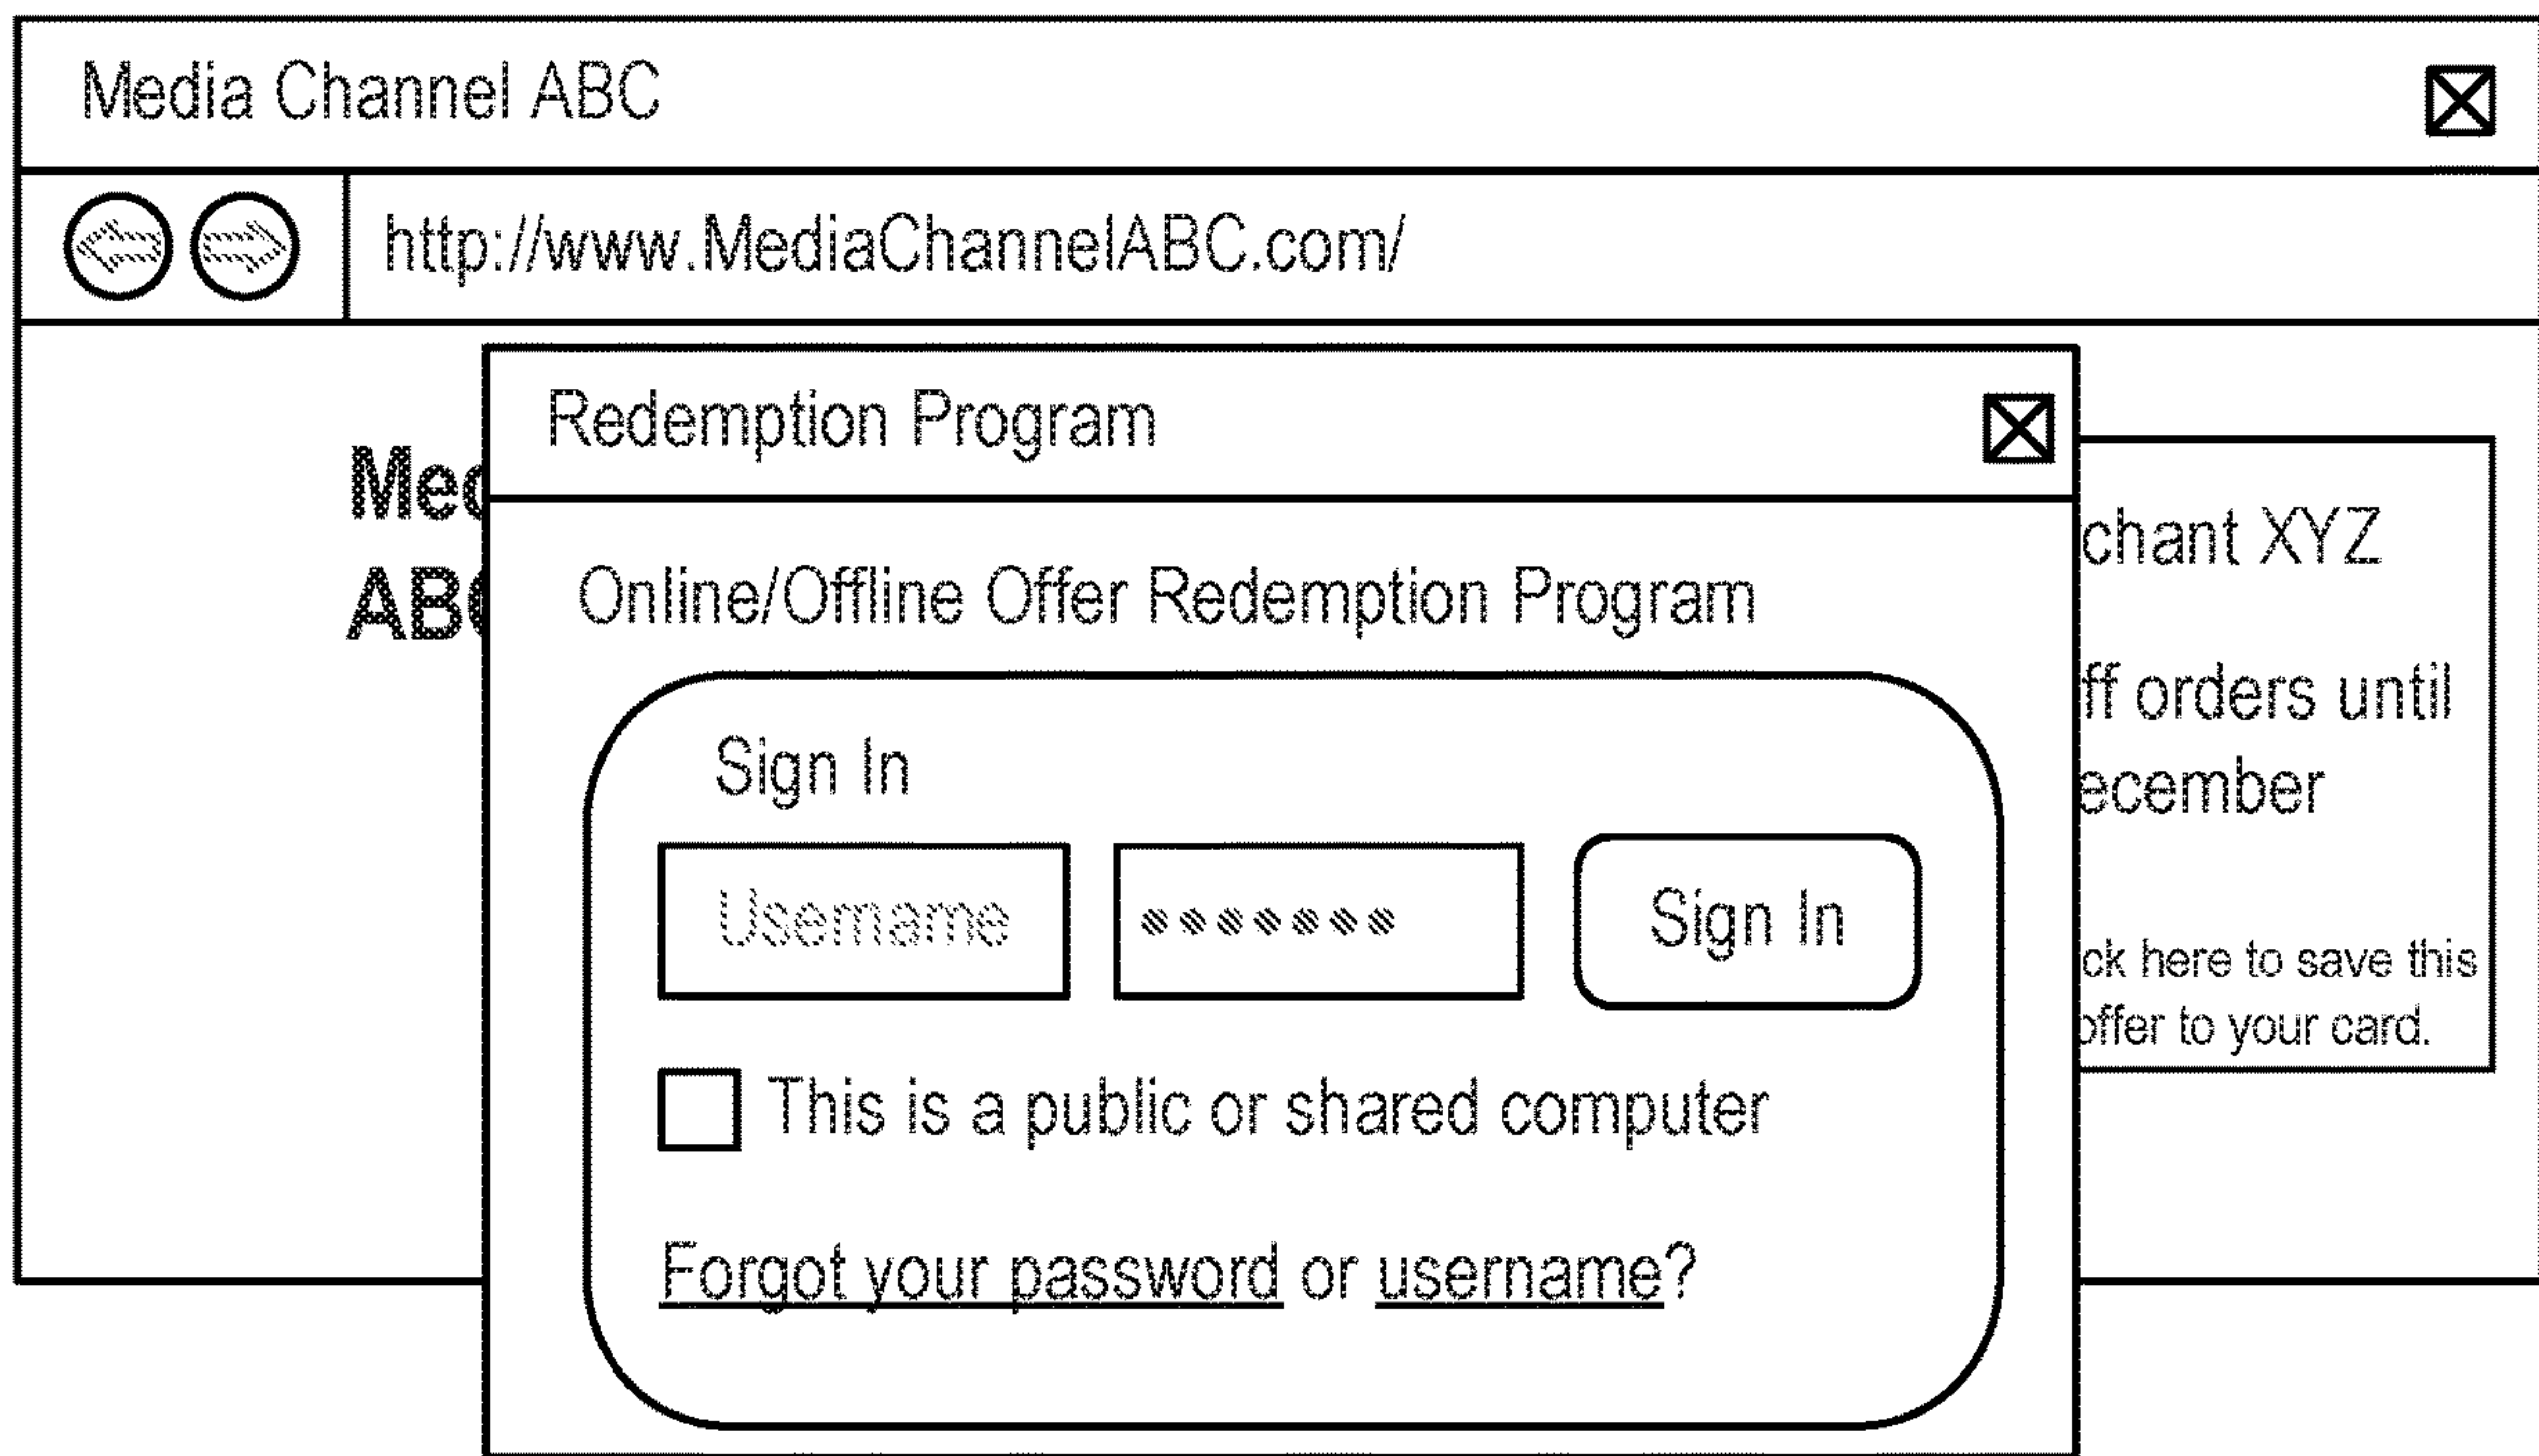 Media Channel ABC
http://www.MediaChannelABC.com/
Redemption Program
Online/Offline Offer Redemption Program
Sign In
Username ●●●●●●● Sign In
This is a public or shared computer
Forgot your password or username?
Med
ABC
chant XYZ
ff orders until
ecember
ck here to save this
offer to your card.